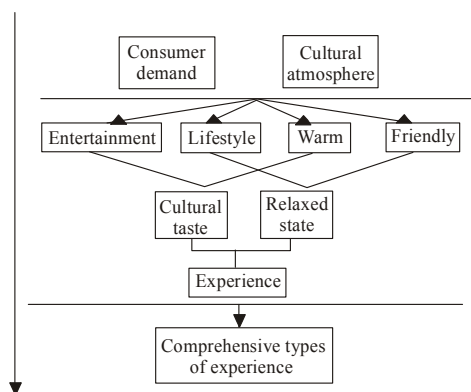 Consumer
demand
Cultural
atmosphere
Entertainment
Lifestyle
Warm
Friendly
Cultural
taste
Relaxed
state
Experience
Comprehensive types
of experience